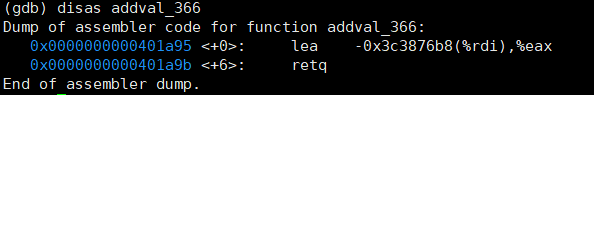 (gdb) disas addval_366
Dump of assembler code for function addval_366:
   0x0000000000401a95 <+0>:     lea    -0x3c3876b8(%rdi),%eax
   0x0000000000401a9b <+6>:     retq
End of assembler dump.